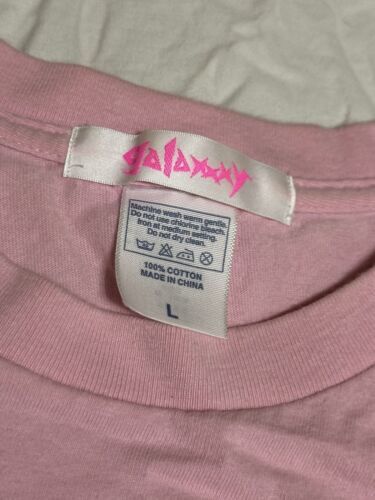 galaxxxy
Machine wash warm gentle.
Do not use chlorine bleach.
Iron at medium setting.
Do not dry clean.
100% COTTON
MADE IN CHINA
L